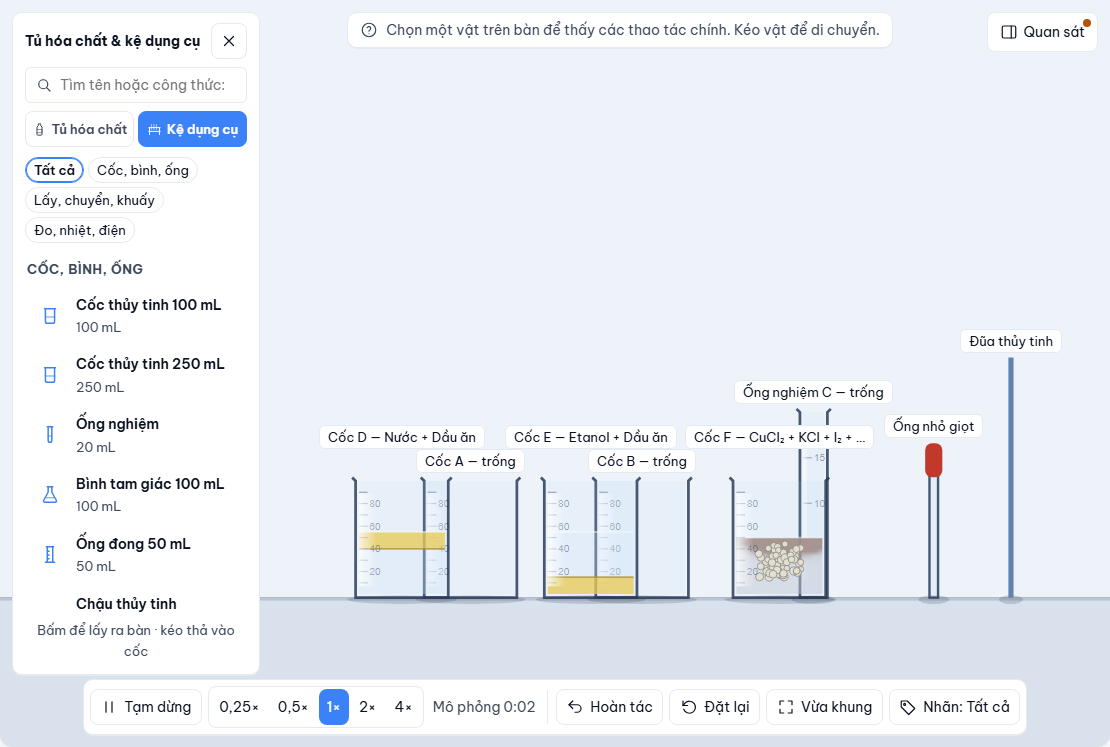 Tủ hóa chất & kệ dụng cụ
Tìm tên hoặc công thức:
Tủ hóa chất
Kệ dụng cụ
Tất cả
Cốc, bình, ống
Lấy, chuyển, khuấy
Đo, nhiệt, điện
CỐC, BÌNH, ỐNG
Cốc thủy tinh 100 mL
100 mL
Cốc thủy tinh 250 mL
250 mL
Ống nghiệm
20 mL
Bình tam giác 100 mL
100 mL
Ống đong 50 mL
50 mL
Chậu thủy tinh
Bấm để lấy ra bàn · kéo thả vào
cốc
Chọn một vật trên bàn để thấy các thao tác chính. Kéo vật để di chuyển.
Quan sát
Đũa thủy tinh
Ống nghiệm C — trống
Ống nhỏ giọt
Cốc D — Nước + Dầu ăn
Cốc E — Etanol + Dầu ăn
Cốc F — CuCl₂ + KCl + I₂ + ...
Cốc A — trống
Cốc B — trống
15
80 80 80 80 80 10
60 60 60 60 60
40 40 40 40 40
20 20 20 20 20
Tạm dừng
0,25×
0,5×
1×
2×
4×
Mô phỏng 0:02
Hoàn tác
Đặt lại
Vừa khung
Nhãn: Tất cả